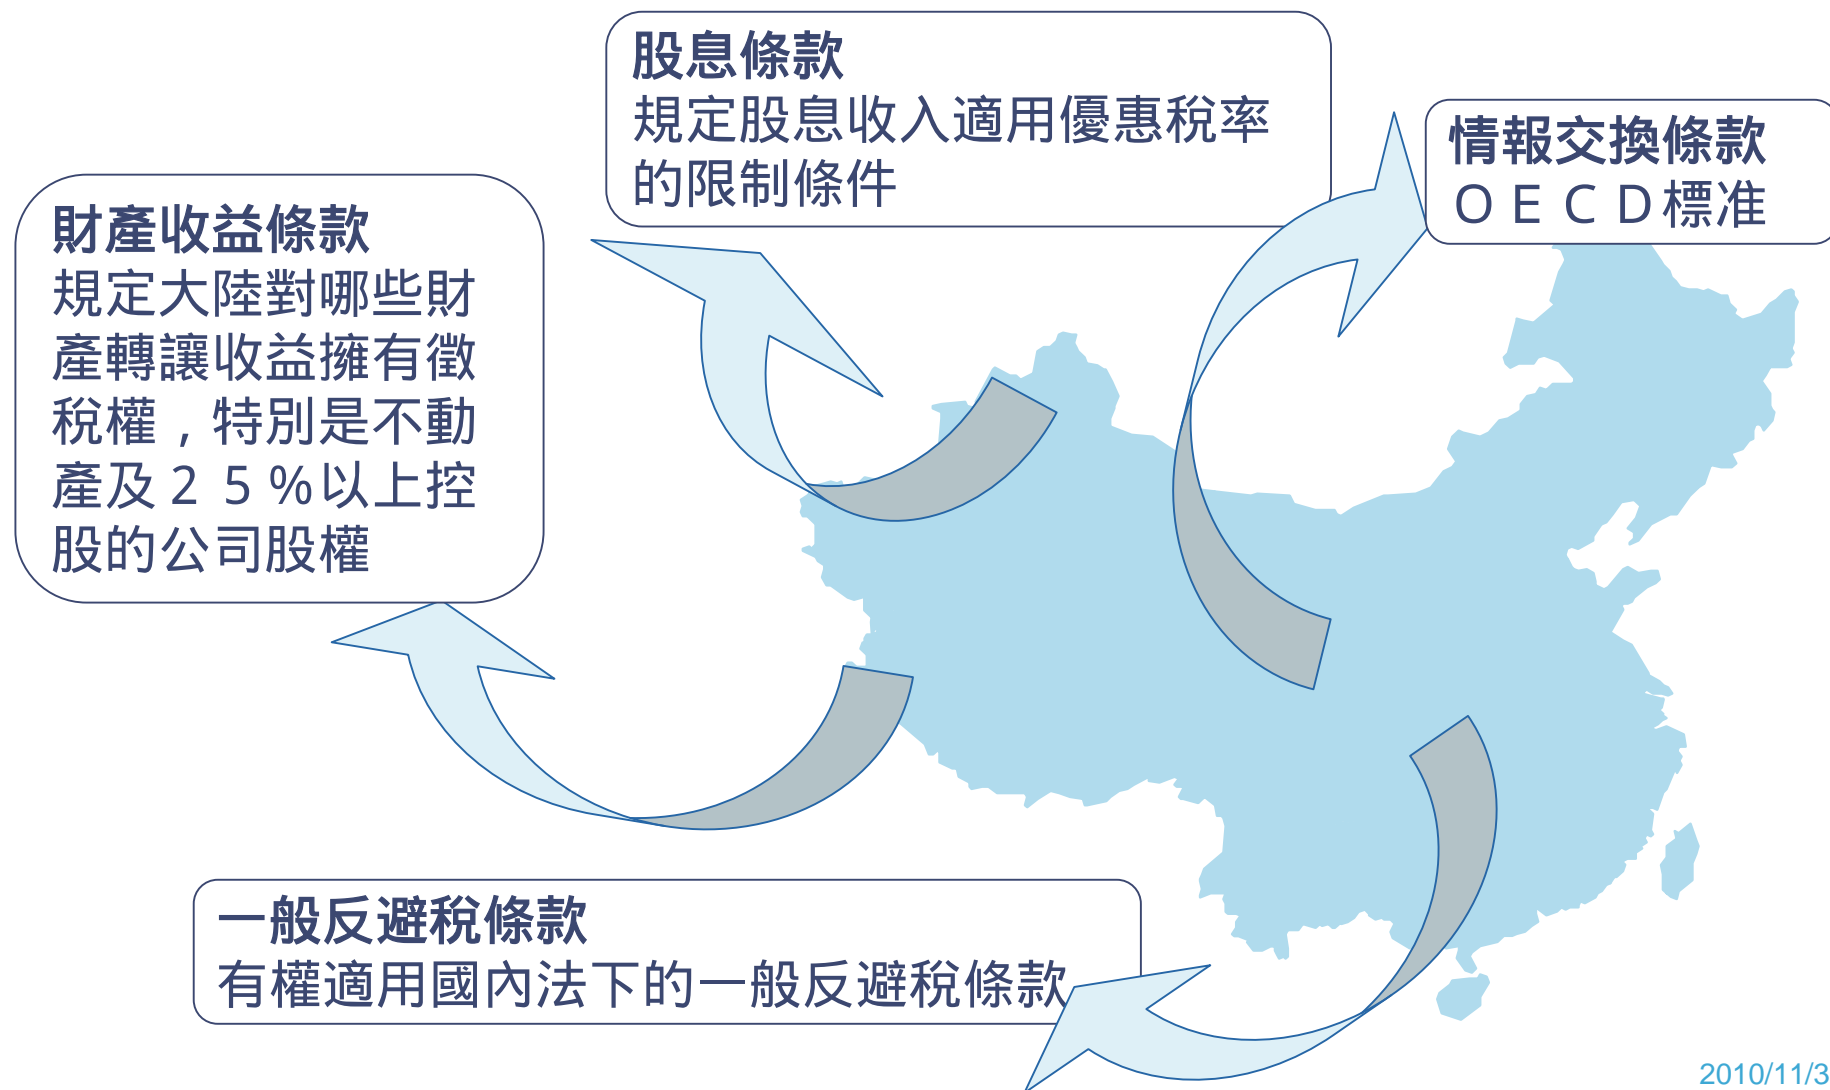 股息條款
規定股息收入適用優惠稅率
的限制條件
情報交換條款
ＯＥＣＤ標准
財產收益條款
規定大陸對哪些財
產轉讓收益擁有徵
稅權，特別是不動
產及２５％以上控
股的公司股權
一般反避稅條款
有權適用國內法下的一般反避稅條款
2010/11/3